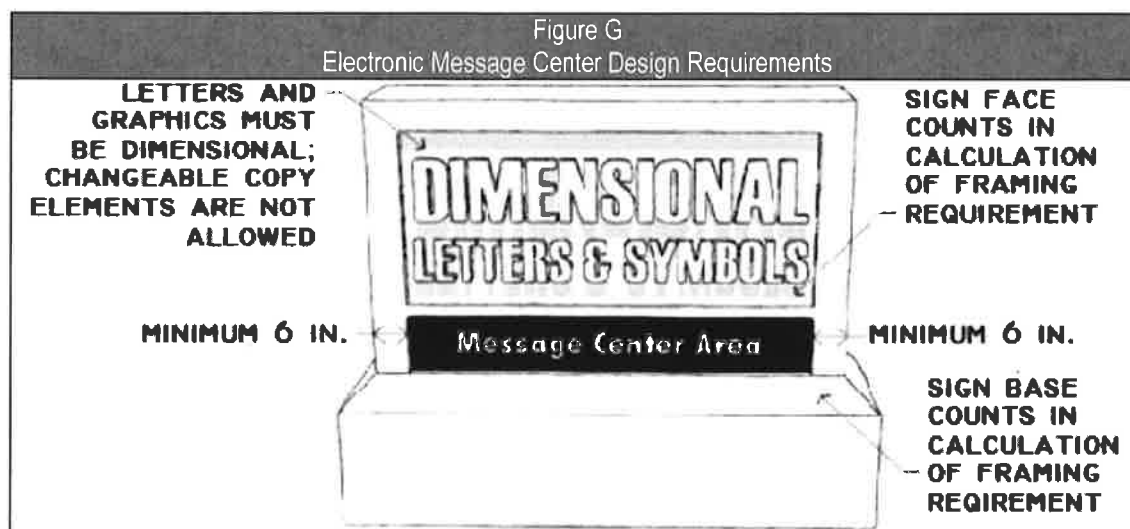 Figure G
Electronic Message Center Design Requirements
LETTERS AND
GRAPHICS MUST
BE DIMENSIONAL;
CHANGEABLE COPY
ELEMENTS ARE NOT
ALLOWED
DIMENSIONAL
LETTERS & SYMBOLS
SIGN FACE
COUNTS IN
CALCULATION
OF FRAMING
REQUIREMENT
MINIMUM 6 IN.
Message Center Area
MINIMUM 6 IN.
SIGN BASE
COUNTS IN
CALCULATION
OF FRAMING
REQIREMENT